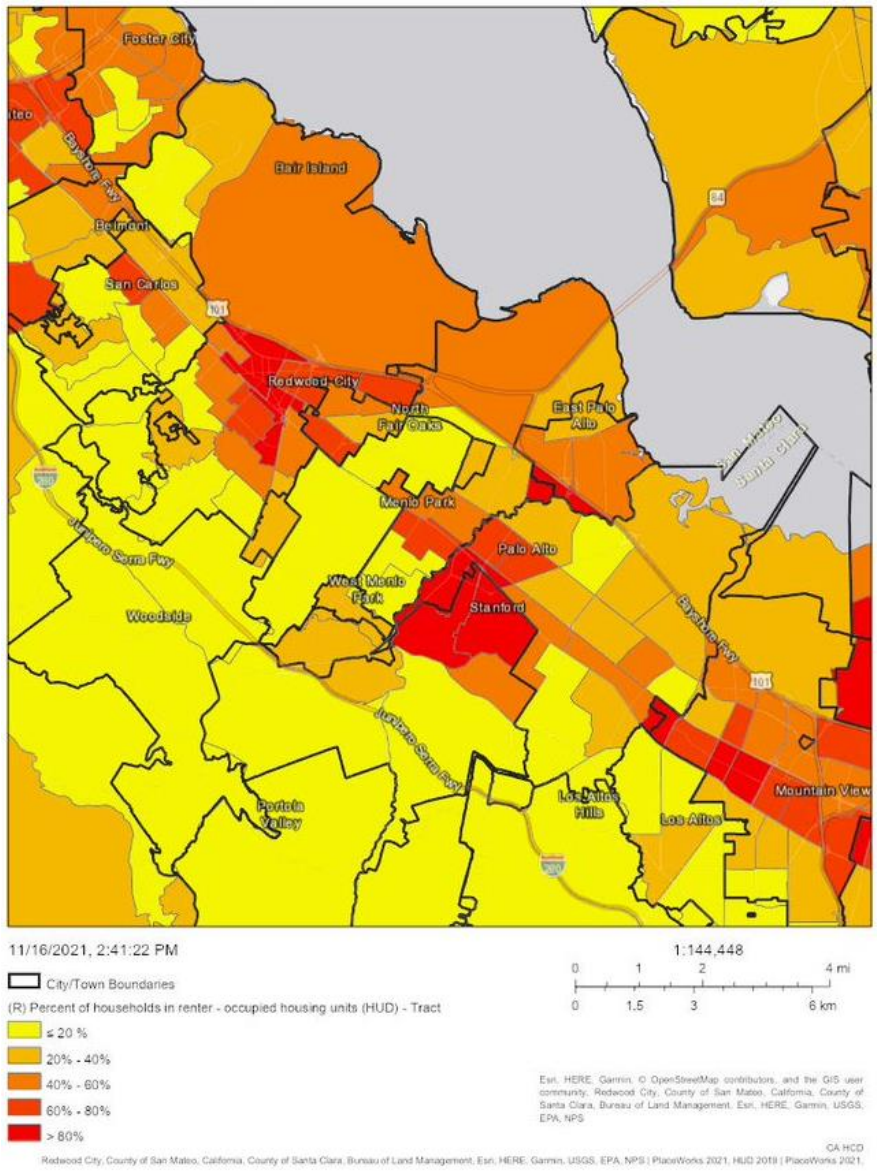 Foster City
ateo
Bayshore Fwy
Bair Island
84
Belmont
San Carlos
101
Redwood City
North
Fair Oaks
East Palo
Alto
San Mateo
Santa Clara
280
Menlo Park
Palo Alto
Junipero Serra Fwy
West Menlo
Park
Stanford
Woodside
Bayshore Fwy
101
Junipero Serra Fwy
Portola
Valley
Los Altos
Hills
Los Altos
Mountain View
280
11/16/2021, 2:41:22 PM
1:144,448
0 1 2 4 mi
0 1.5 3 6 km
City/Town Boundaries
(R) Percent of households in renter - occupied housing units (HUD) - Tract
≤ 20 %
20% - 40%
40% - 60%
60% - 80%
> 80%
Esri, HERE, Garmin, © OpenStreetMap contributors, and the GIS user
community, Redwood City, County of San Mateo, California, County of
Santa Clara, Bureau of Land Management, Esri, HERE, Garmin, USGS,
EPA, NPS
CA HCD
Redwood City, County of San Mateo, California, County of Santa Clara, Bureau of Land Management, Esri, HERE, Garmin, USGS, EPA, NPS | PlaceWorks 2021, HUD 2019 | PlaceWorks 2021,